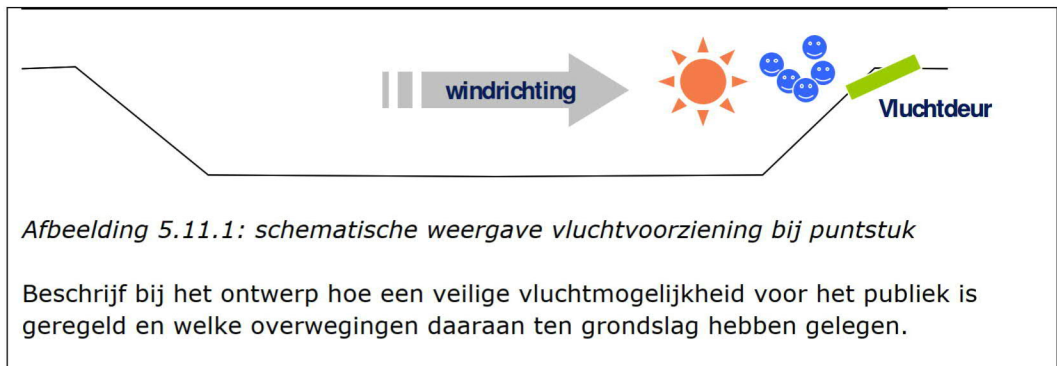 windrichting
Vluchtdeur
Afbeelding 5.11.1: schematische weergave vluchtvoorziening bij puntstuk
Beschrijf bij het ontwerp hoe een veilige vluchtmogelijkheid voor het publiek is
geregeld en welke overwegingen daaraan ten grondslag hebben gelegen.